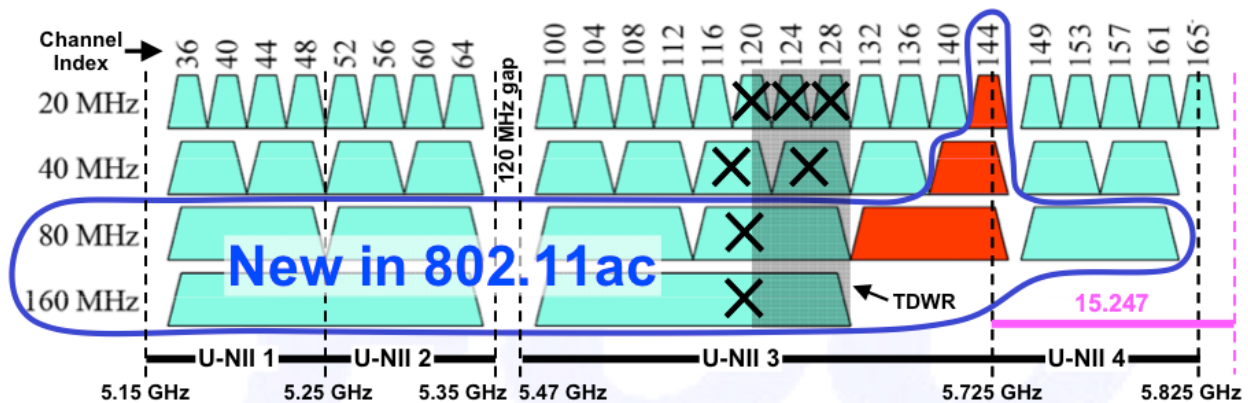 Channel
Index
36 40 44 48 52 56 60 64 100 104 108 112 116 120 124 128 132 136 140 144 149 153 157 161 165
20 MHz
120 MHz gap
40 MHz
80 MHz
New in 802.11ac
160 MHz
TDWR
15.247
U-NII 1 U-NII 2 U-NII 3 U-NII 4
5.15 GHz 5.25 GHz 5.35 GHz 5.47 GHz 5.725 GHz 5.825 GHz